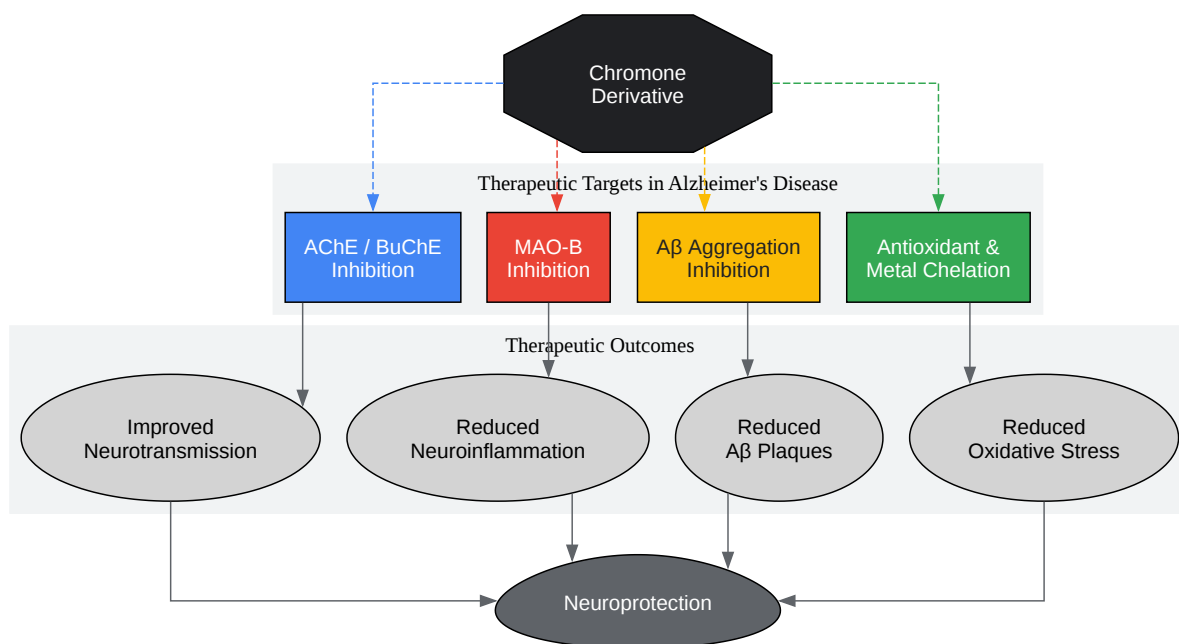 Chromone
Derivative
Therapeutic Targets in Alzheimer's Disease
AChE / BuChE
Inhibition
MAO-B
Inhibition
Aβ Aggregation
Inhibition
Antioxidant &
Metal Chelation
Therapeutic Outcomes
Improved
Neurotransmission
Reduced
Neuroinflammation
Reduced
Aβ Plaques
Reduced
Oxidative Stress
Neuroprotection